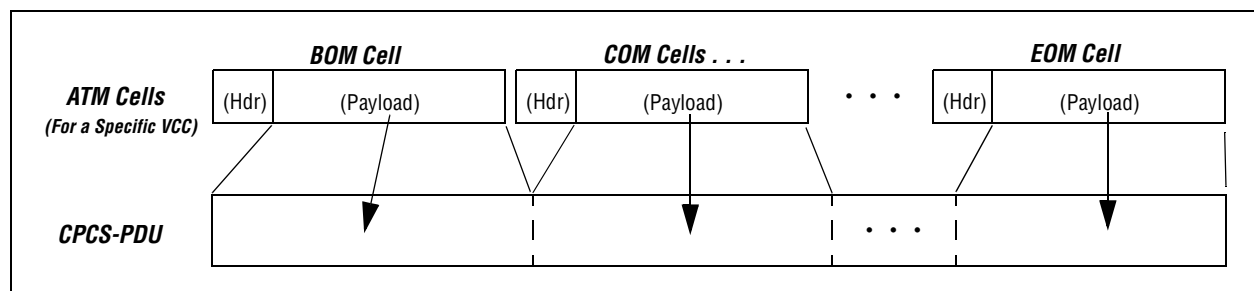 BOM Cell
COM Cells . . .
EOM Cell
ATM Cells
(For a Specific VCC)
(Hdr)
(Payload)
(Hdr)
(Payload)
• • •
(Hdr)
(Payload)
CPCS-PDU
• • •